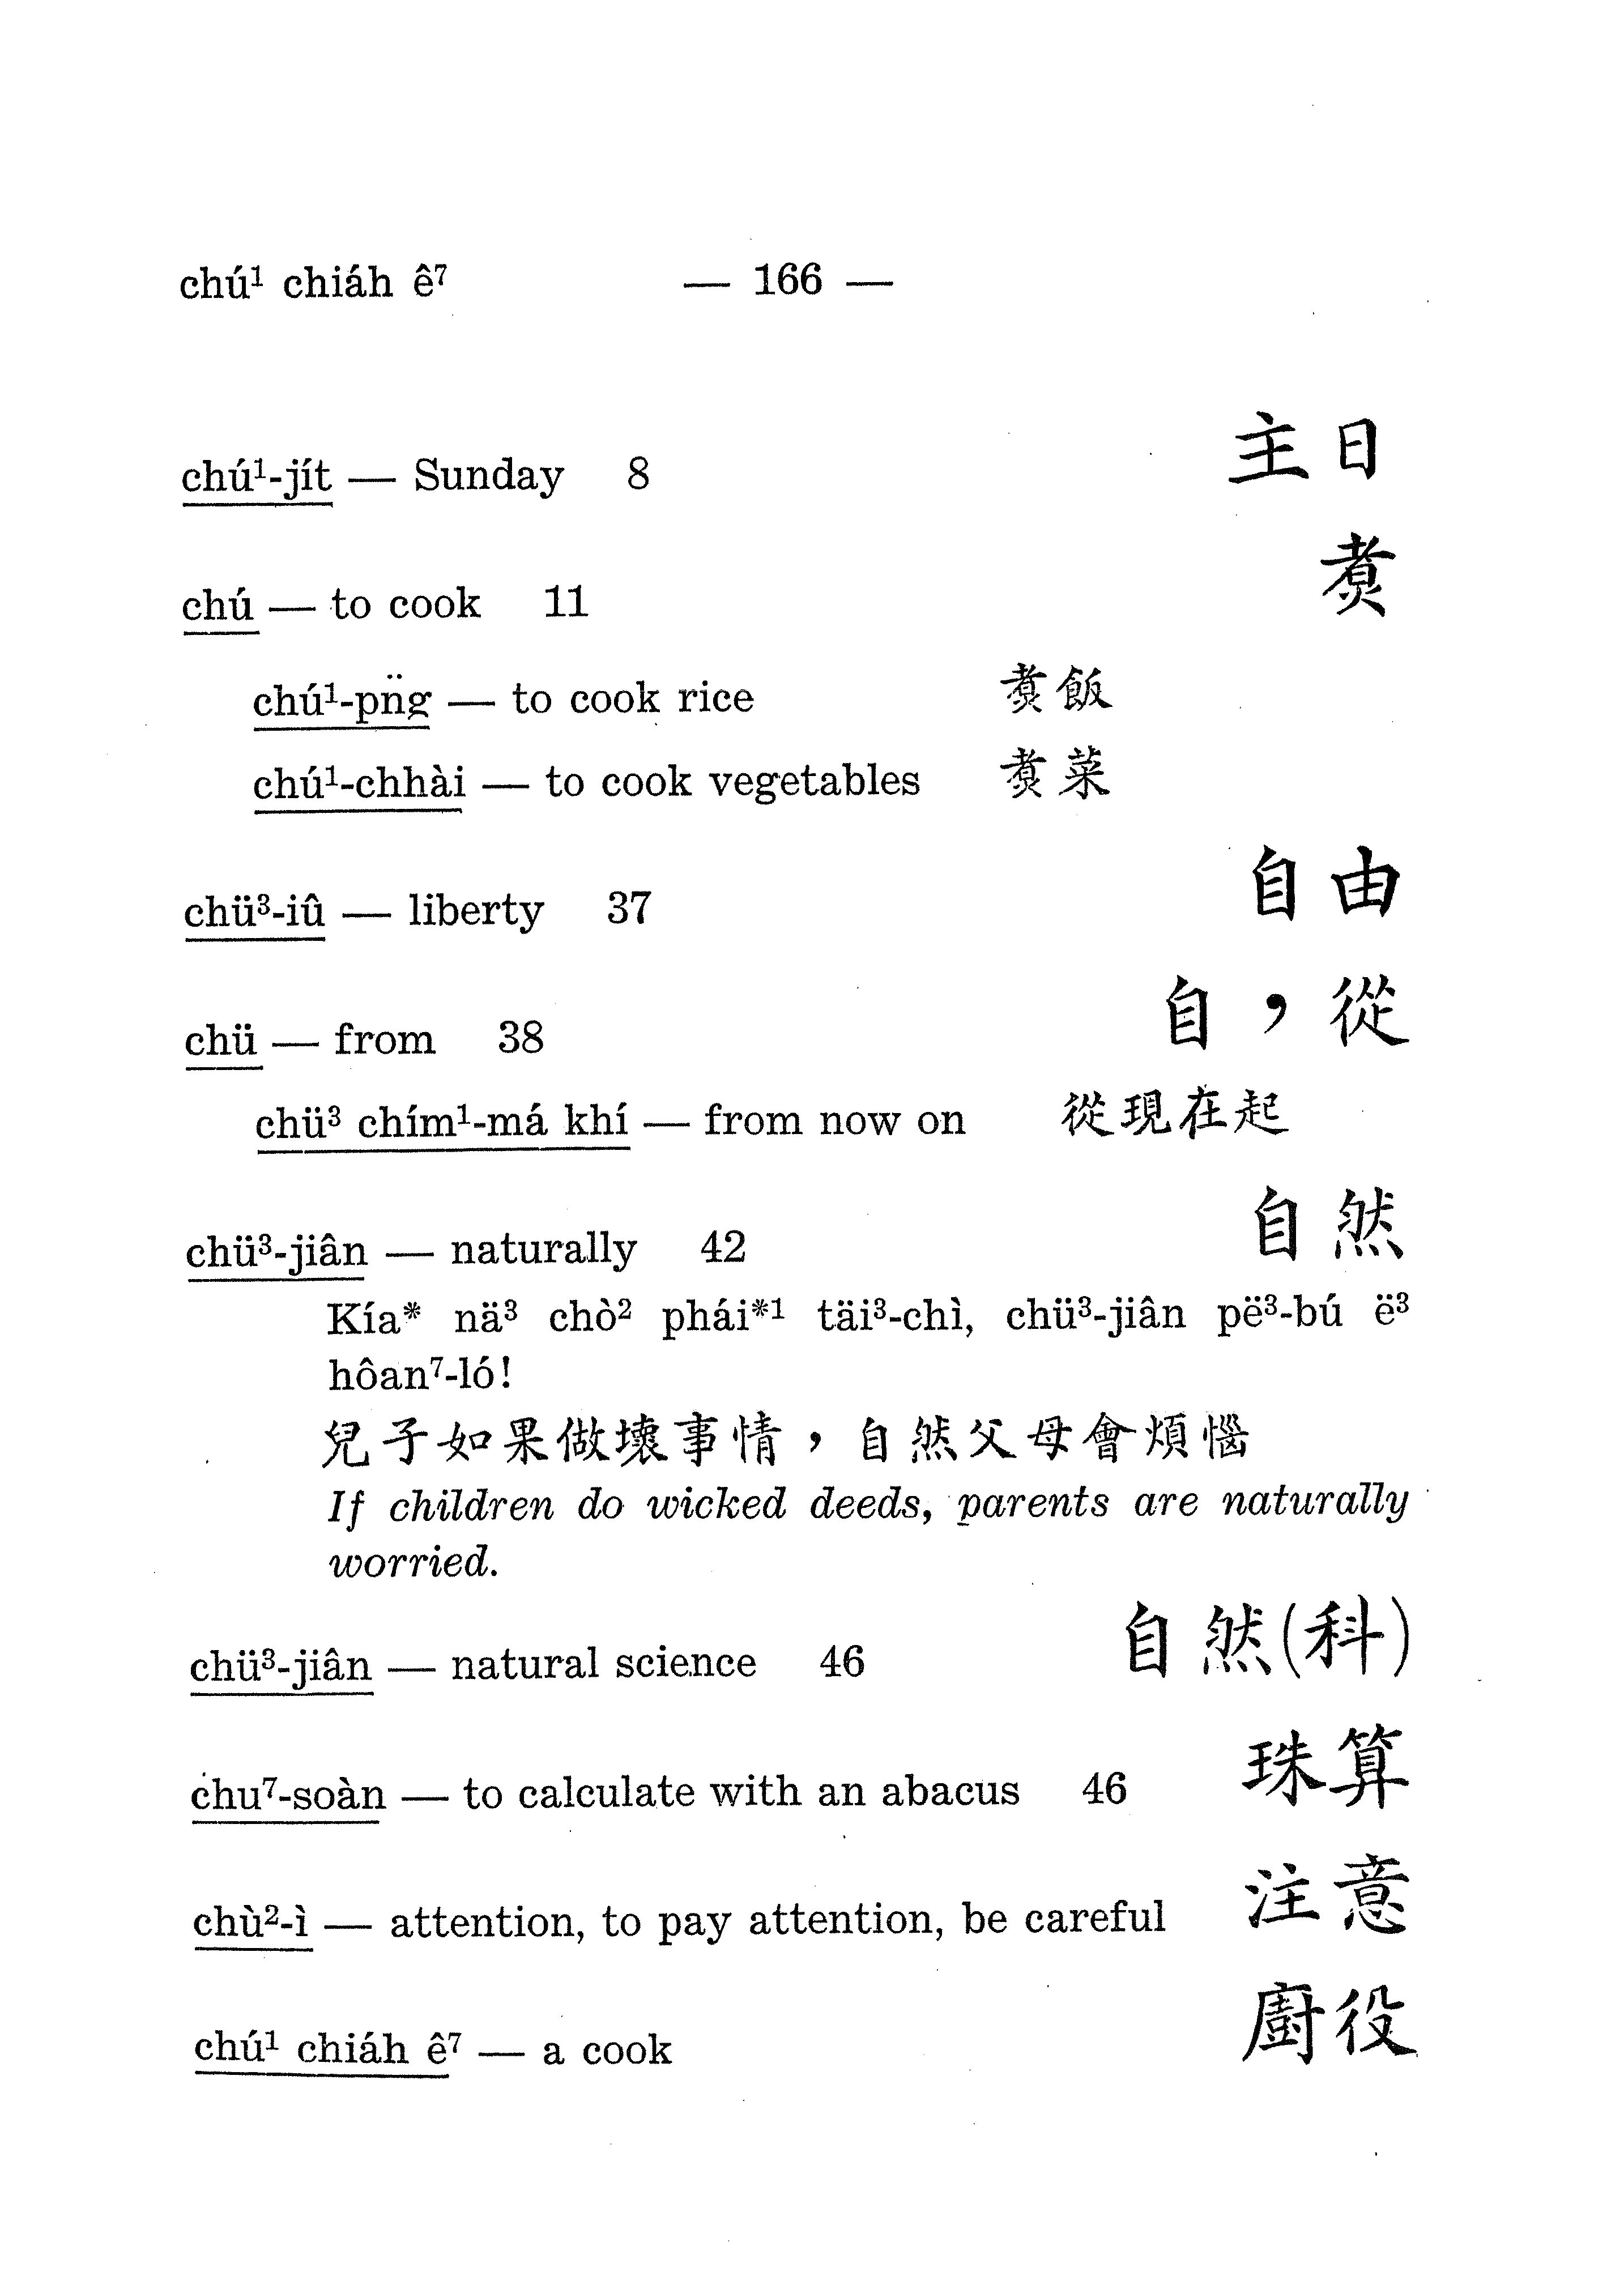 chú¹ chiáh ê⁷ — 166 —
chú¹-jít — Sunday 8 主日
chú — to cook 11 煑
chú¹-pn̈g — to cook rice 煑飯
chú¹-chhài — to cook vegetables 煑菜
chü³-iû — liberty 37 自由
chü — from 38 自，從
chü³ chím¹-má khí — from now on 從現在起
chü³-jiân — naturally 42 自然
Kía* nä³ chò² phái*¹ täi³-chì, chü³-jiân pë³-bú ë³
hôan⁷-ló!
兒子如果做壞事情，自然父母會煩惱
If children do wicked deeds, parents are naturally
worried.
chü³-jiân — natural science 46 自然(科)
chu⁷-soàn — to calculate with an abacus 46 珠算
chù²-ì — attention, to pay attention, be careful 注意
chú¹ chiáh ê⁷ — a cook 廚役